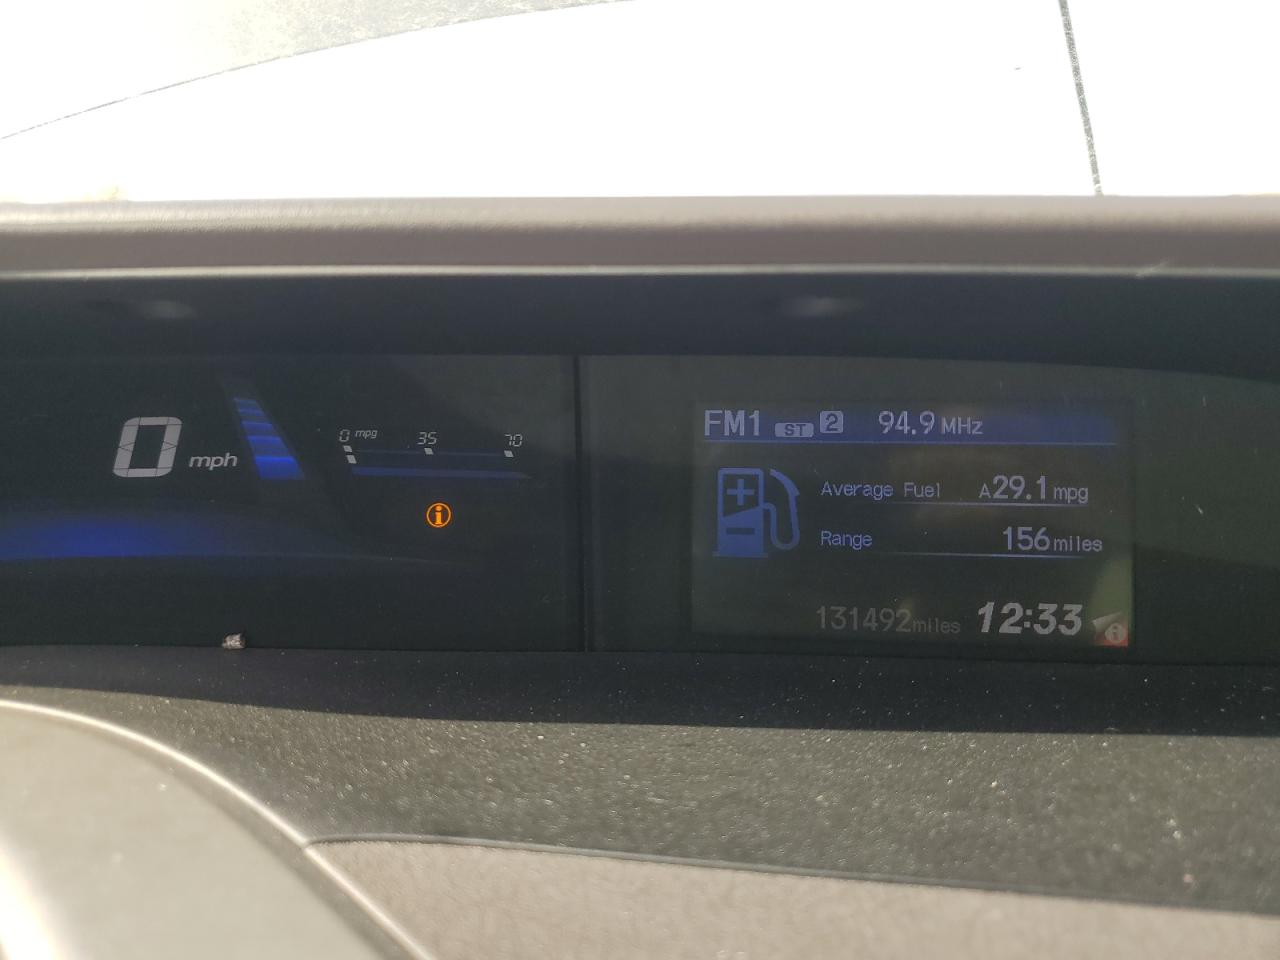 0 mph
0 mpg 35 70
FM1 ST 2 94.9 MHz
Average Fuel A29.1 mpg
Range 156 miles
131492 miles 12:33